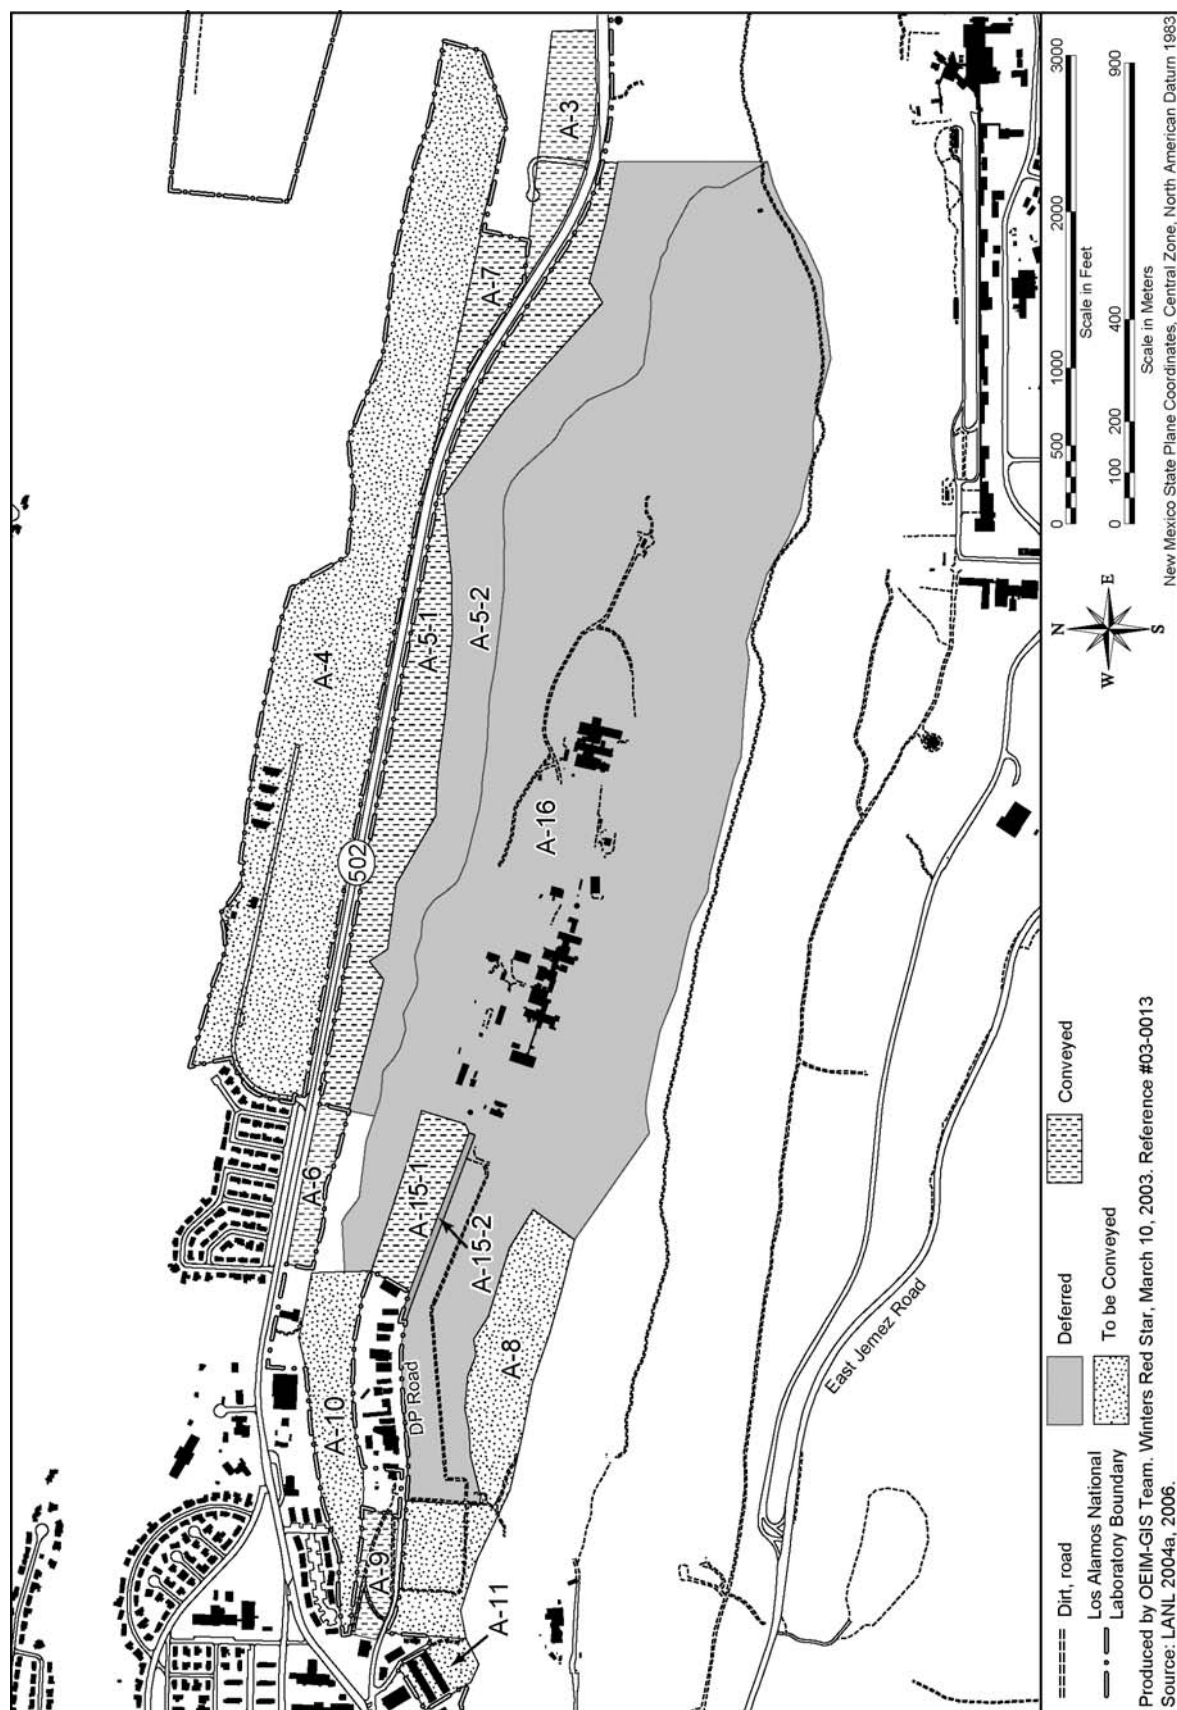 A-3
A-7
A-4
A-5-1
A-5-2
502
A-16
A-6
A-15-1
A-15-2
A-10
DP Road
A-8
A-9
A-11
East Jemez Road
Dirt, road
Los Alamos National
Laboratory Boundary
Deferred
To be Conveyed
Conveyed
N
W E
S
0 500 1000 2000 3000
Scale in Feet
0 100 200 400 900
Scale in Meters
New Mexico State Plane Coordinates, Central Zone, North American Datum 1983
Produced by OEIM-GIS Team. Winters Red Star, March 10, 2003. Reference #03-0013
Source: LANL 2004a, 2006.